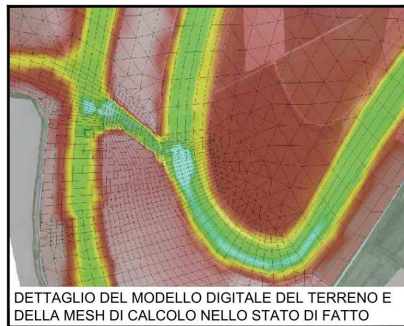 DETTAGLIO DEL MODELLO DIGITALE DEL TERRENO E
DELLA MESH DI CALCOLO NELLO STATO DI FATTO